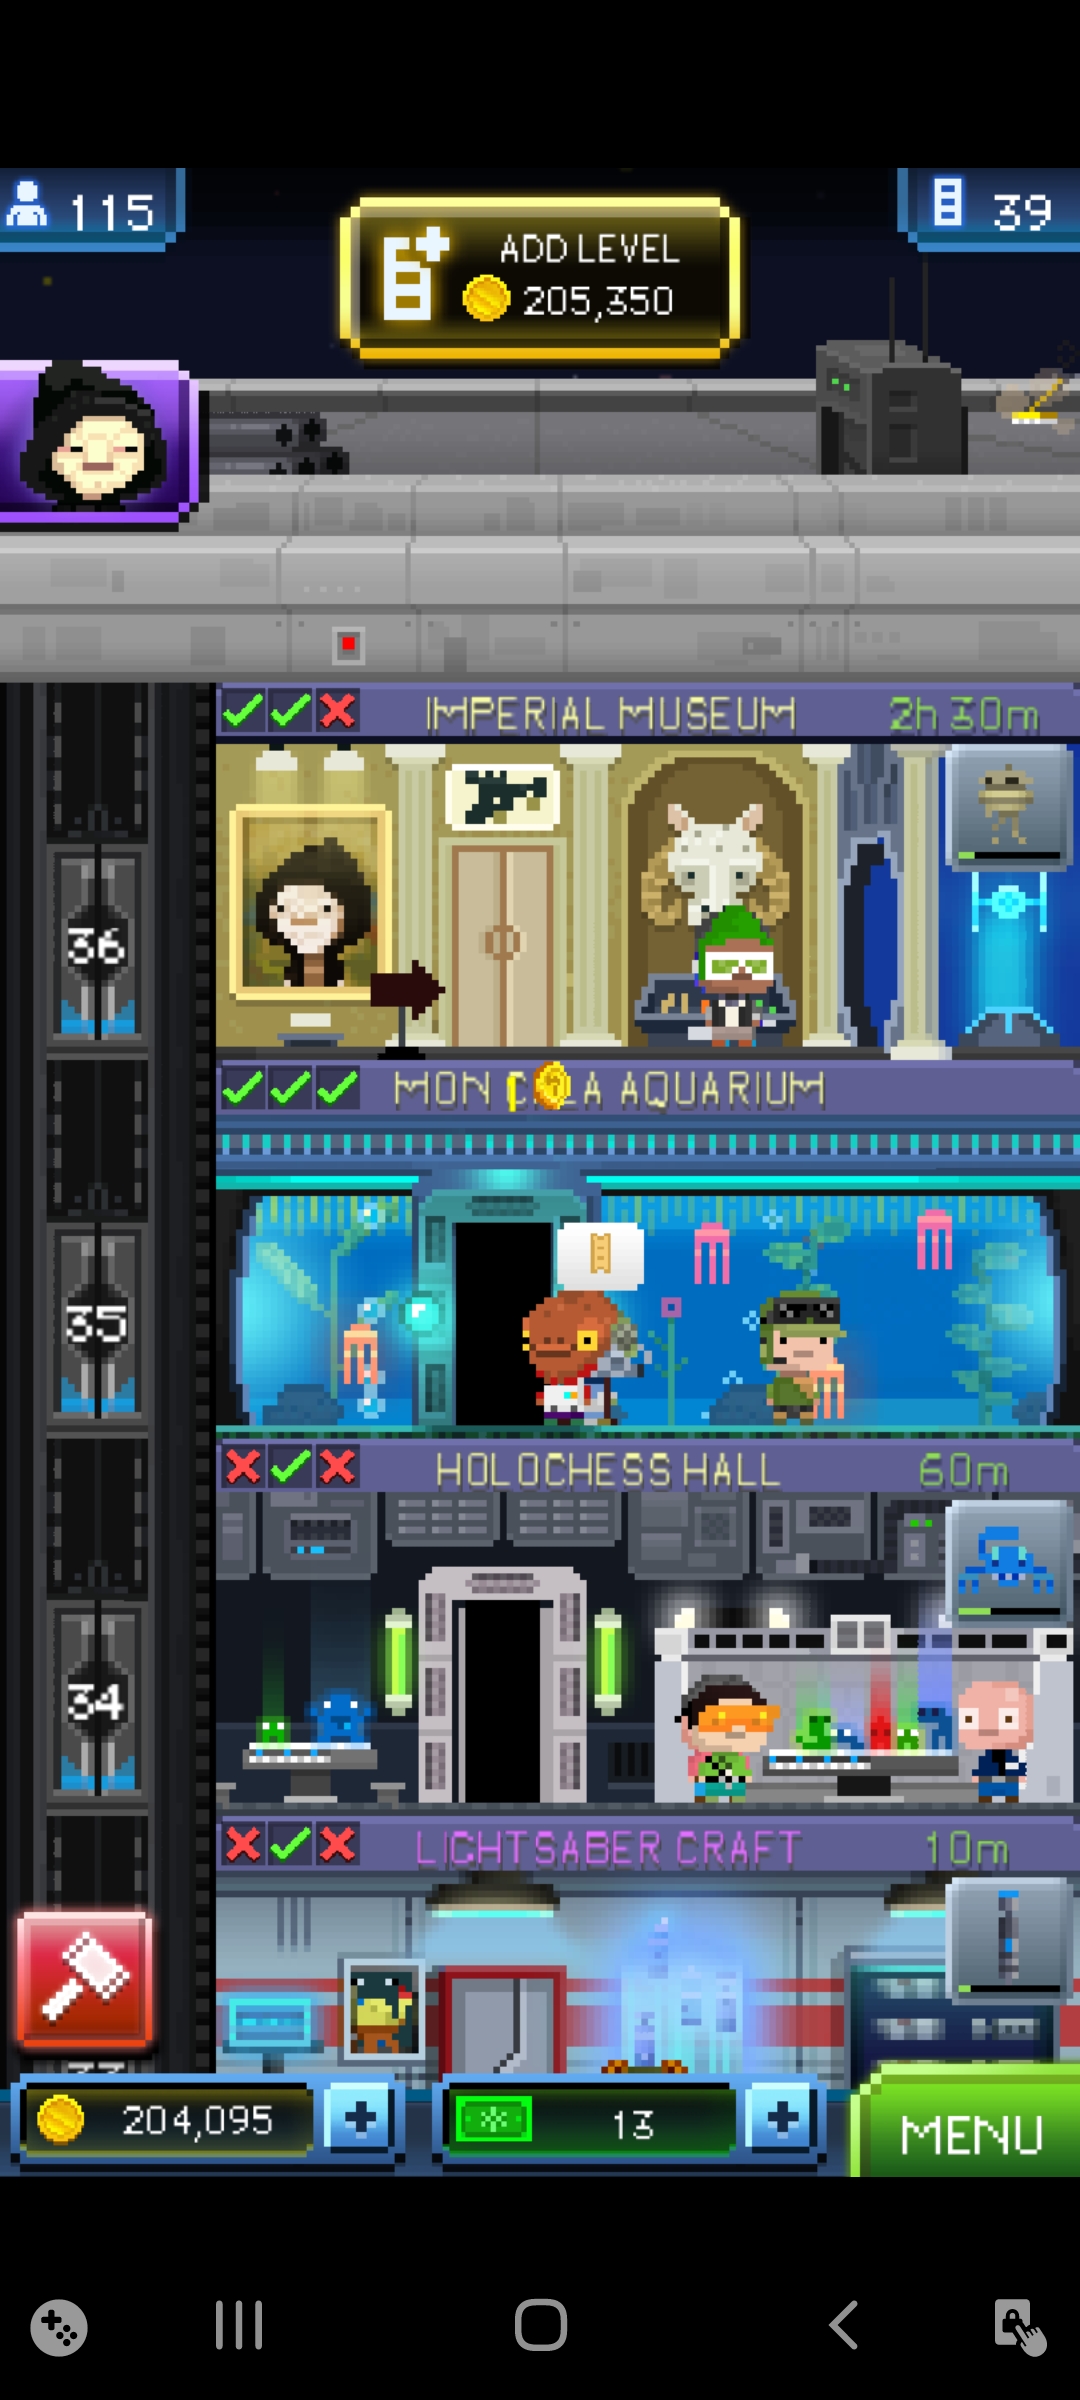 115
ADD LEVEL
205,350
39
IMPERIAL MUSEUM 2h 30m
36
MON AQUARIUM
35
HOLOCHESS HALL 60m
34
LIGHTSABER CRAFT 10m
204,095
13
MENU